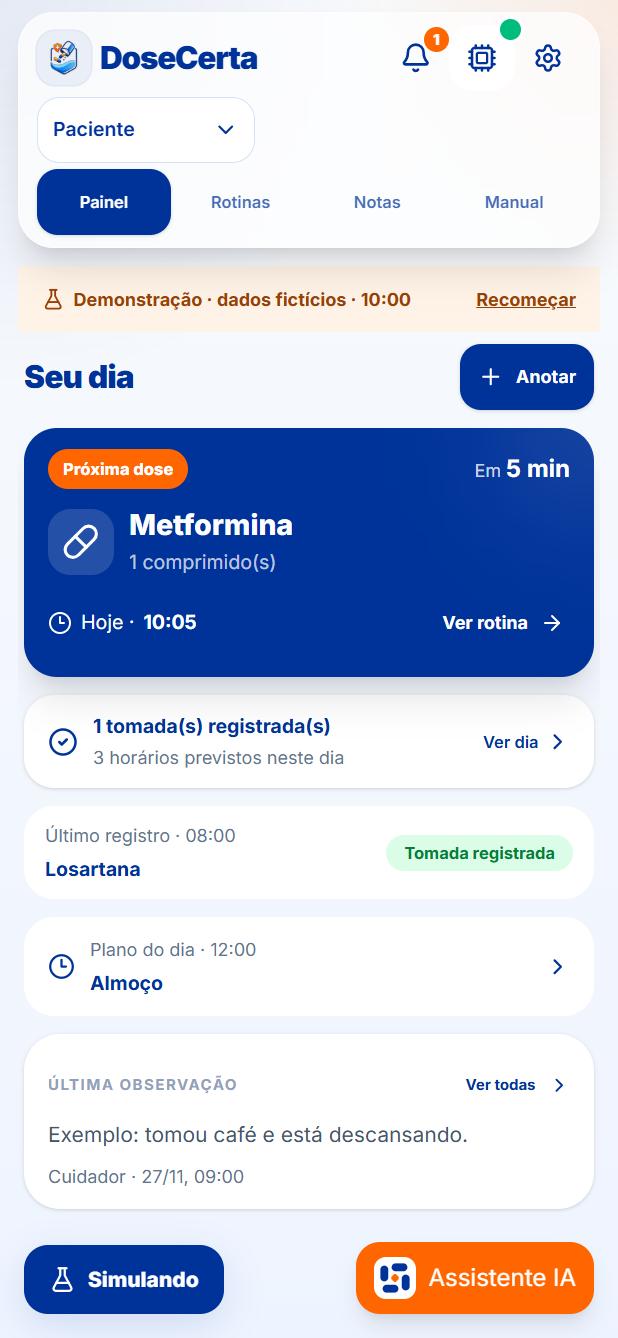 DoseCerta
1
Paciente
Painel
Rotinas
Notas
Manual
Demonstração · dados fictícios · 10:00
Recomeçar
Seu dia
Anotar
Próxima dose
Em 5 min
Metformina
1 comprimido(s)
Hoje · 10:05
Ver rotina
1 tomada(s) registrada(s)
3 horários previstos neste dia
Ver dia
Último registro · 08:00
Losartana
Tomada registrada
Plano do dia · 12:00
Almoço
ÚLTIMA OBSERVAÇÃO
Ver todas
Exemplo: tomou café e está descansando.
Cuidador · 27/11, 09:00
Simulando
Assistente IA